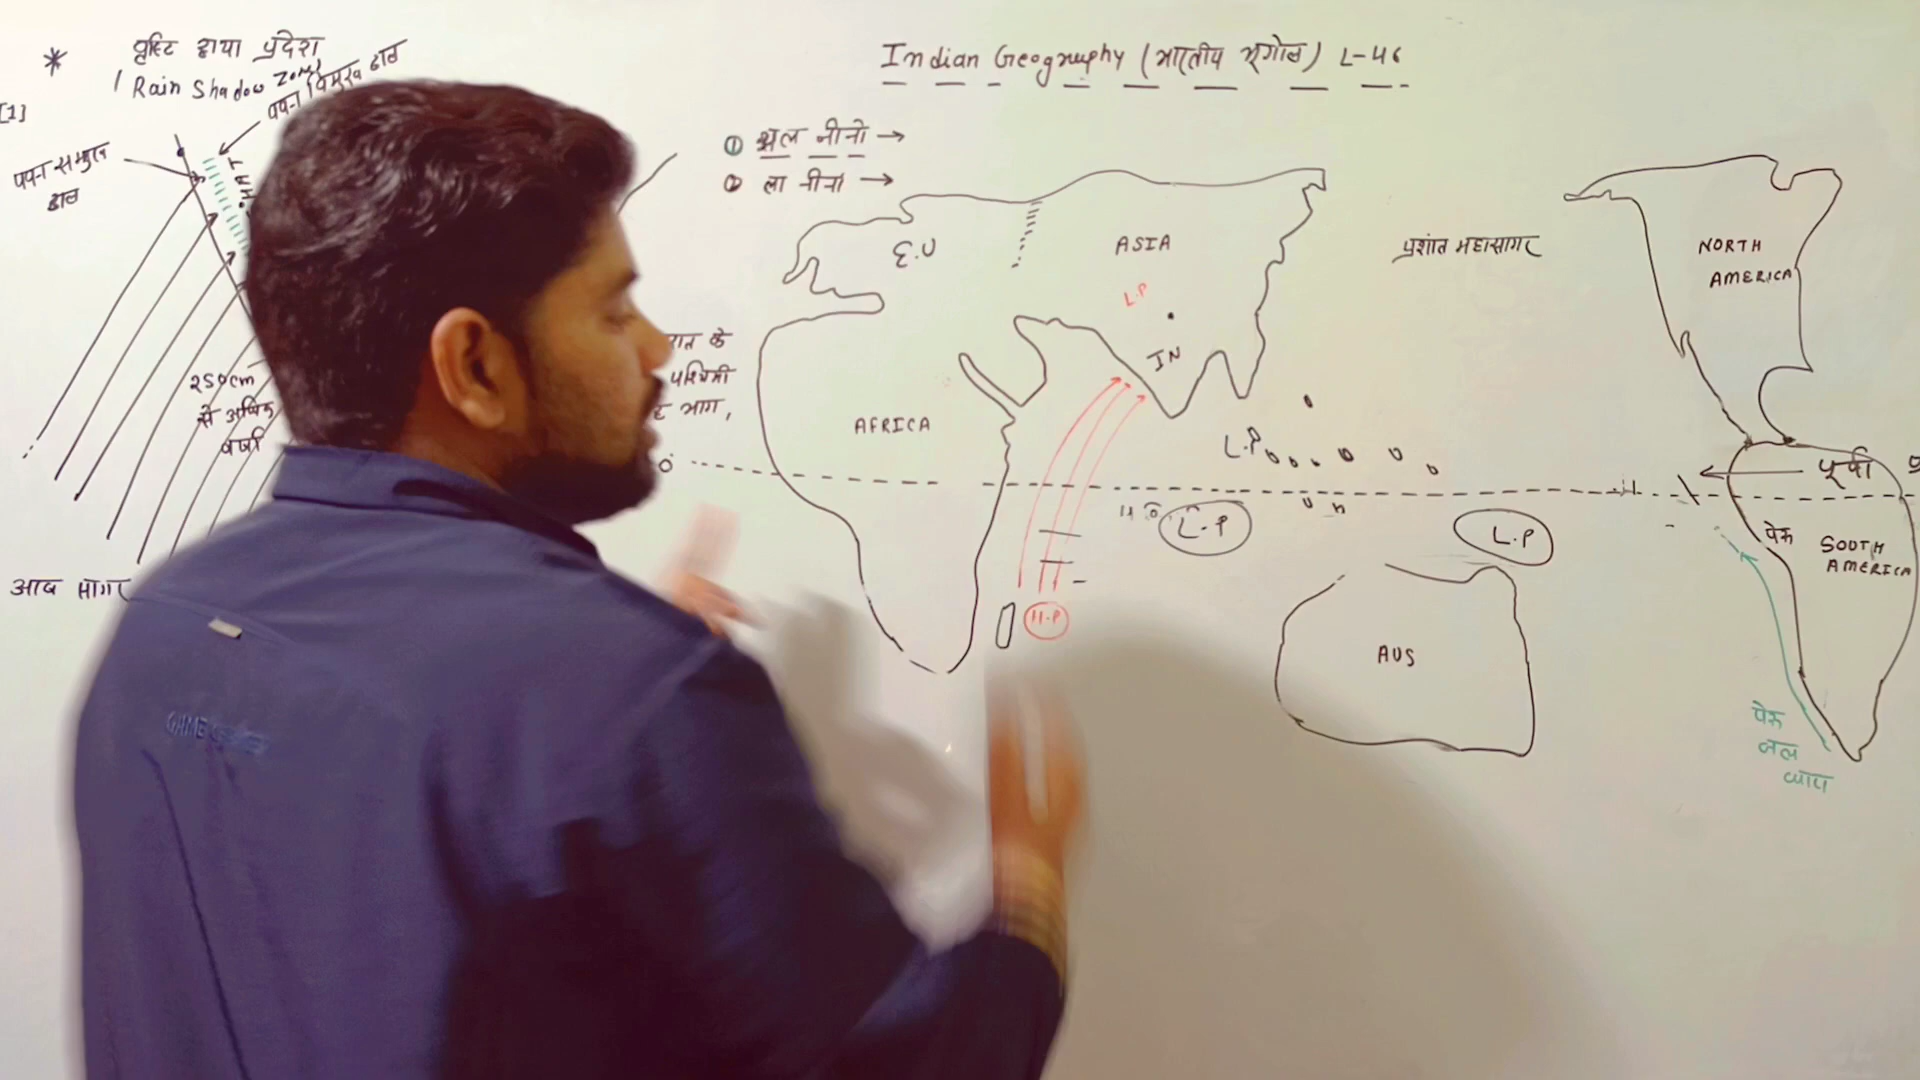 * वृष्टि छाया प्रदेश
Rain Shadow Zone
पवन विमुख ढाल
[1]
पवन सम्मुख
ढाल
250cm
से अधिक
वर्षा
Indian Geography (भारतीय भूगोल) L-46
① अल नीनो →
② ला नीनो →
E.U
ASIA
प्रशांत महासागर
NORTH
AMERICA
L.P
IN
के
पश्चिमी
भाग,
AFRICA
L.P
पूर्वी
L.P
L.P
पेरू
SOUTH
AMERICA
H.P
AUS
पेरू
जल